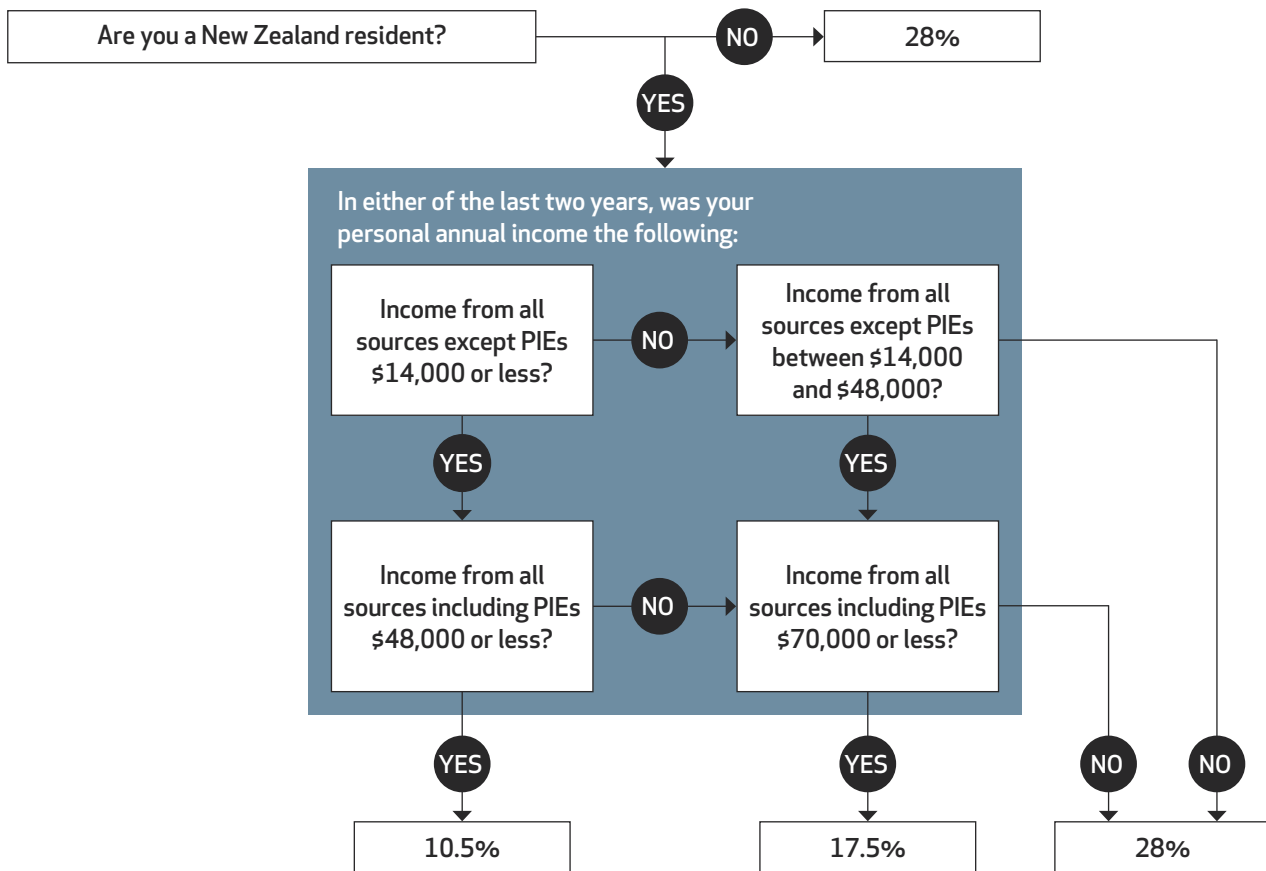 Are you a New Zealand resident?
NO
28%
YES
In either of the last two years, was your
personal annual income the following:
Income from all
sources except PIEs
$14,000 or less?
NO
Income from all
sources except PIEs
between $14,000
and $48,000?
YES
YES
Income from all
sources including PIEs
$48,000 or less?
NO
Income from all
sources including PIEs
$70,000 or less?
YES
YES
NO
NO
10.5%
17.5%
28%